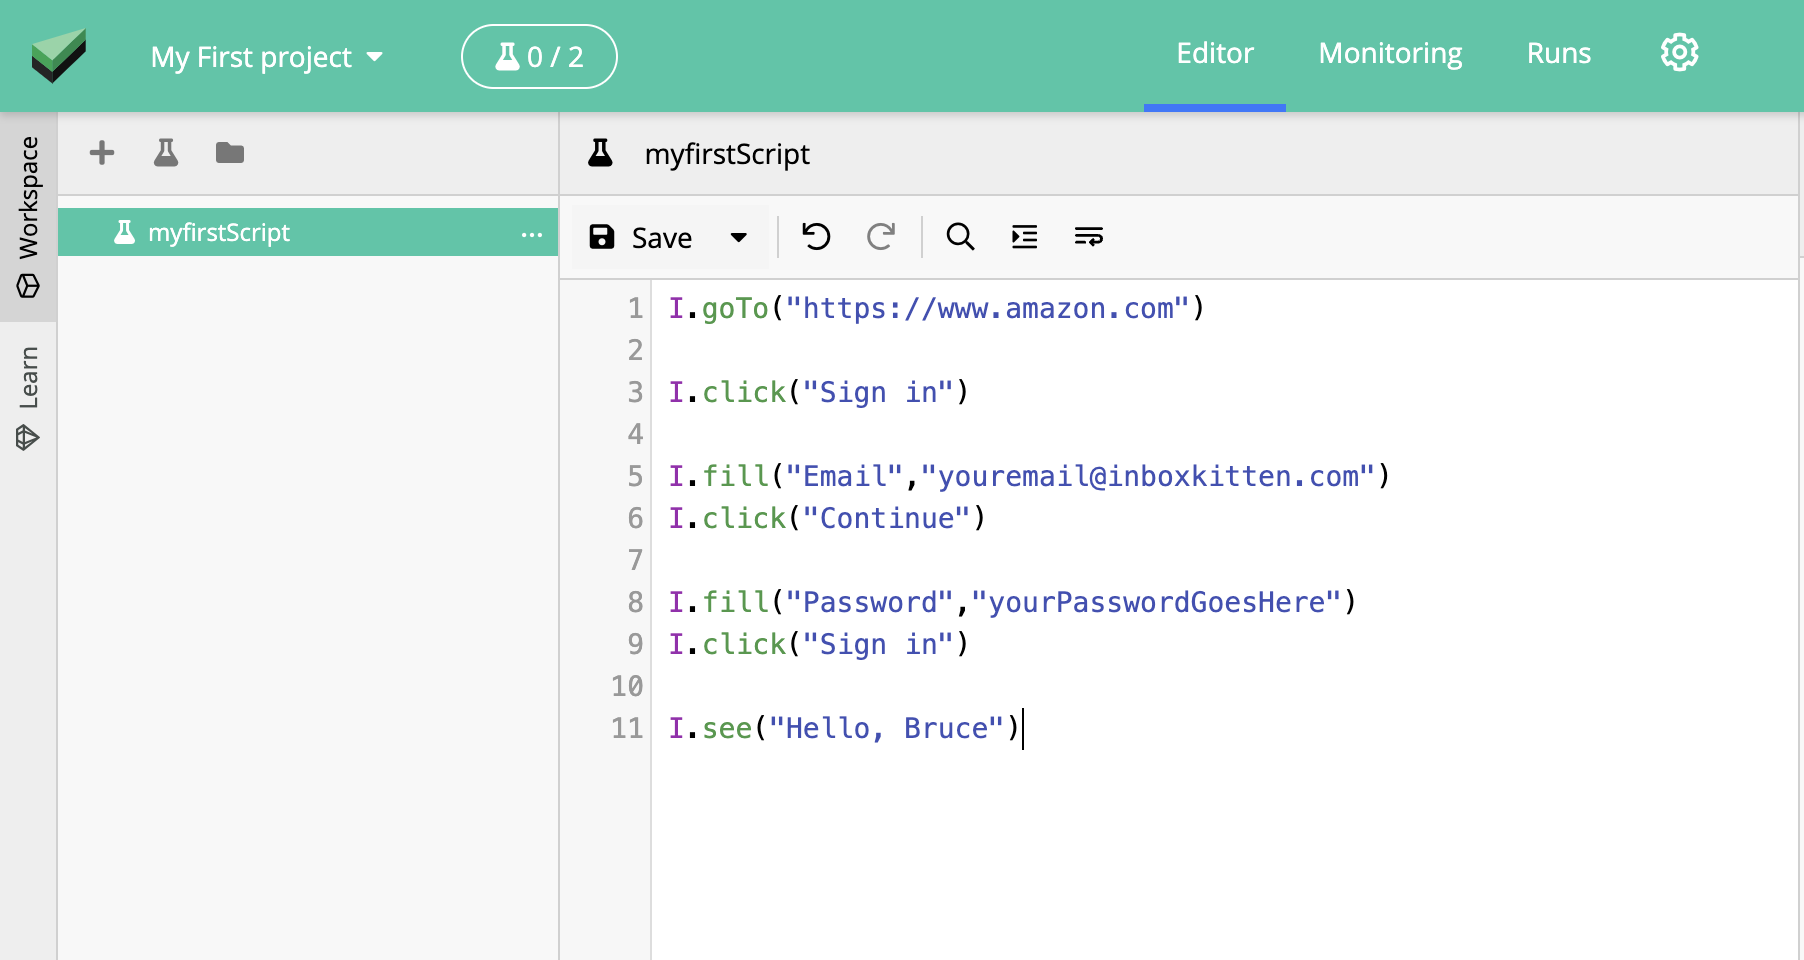 My First project
0 / 2
Editor
Monitoring
Runs
Workspace
Learn
myfirstScript
...
myfirstScript
Save
1 I.goTo("https://www.amazon.com")
2
3 I.click("Sign in")
4
5 I.fill("Email","youremail@inboxkitten.com")
6 I.click("Continue")
7
8 I.fill("Password","yourPasswordGoesHere")
9 I.click("Sign in")
10
11 I.see("Hello, Bruce")